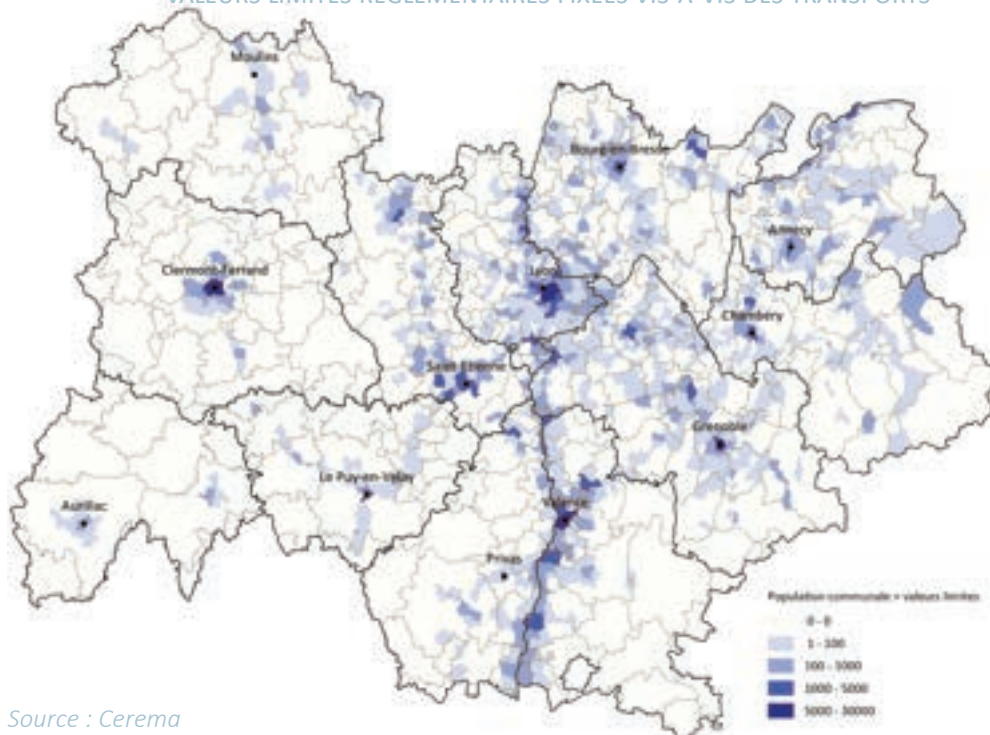 VALEURS LIMITES RÉGLEMENTAIRES FIXÉES VIS-À-VIS DES TRANSPORTS
Moulins
Bourg-en-Bresse
Annecy
Clermont-Ferrand
Lyon
Chambéry
Saint-Etienne
Grenoble
Le Puy-en-Velay
Aurillac
Valence
Privas
Population communale > valeurs limites
0 - 0
1 - 100
100 - 1000
1000 - 5000
5000 - 30000
Source : Cerema